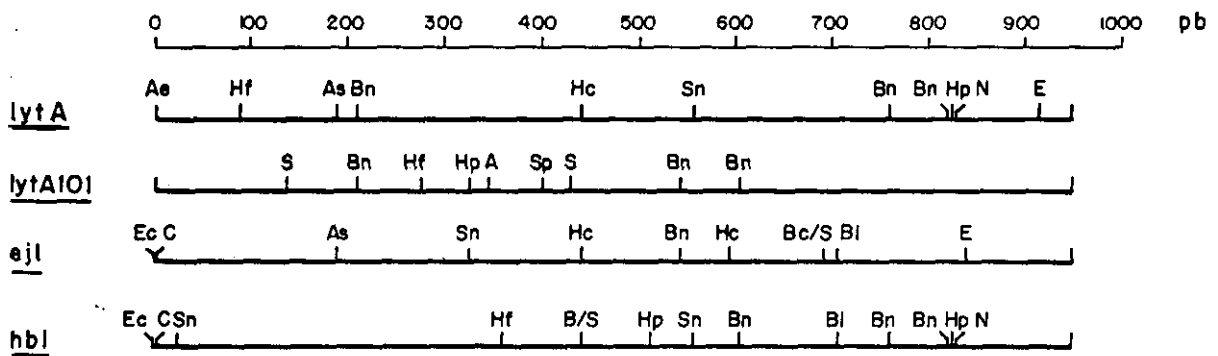 0 100 200 300 400 500 600 700 800 900 1000 pb
Ae Hf As Bn Hc Sn Bn Bn Hp N E
lytA
S Bn Hf Hp A Sp S Bn Bn
lytA101
Ec C As Sn Hc Bn Hc Bc/S Bl E
ejl
Ec C Sn Hf B/S Hp Sn Bn Bl Bn Bn Hp N
hbl